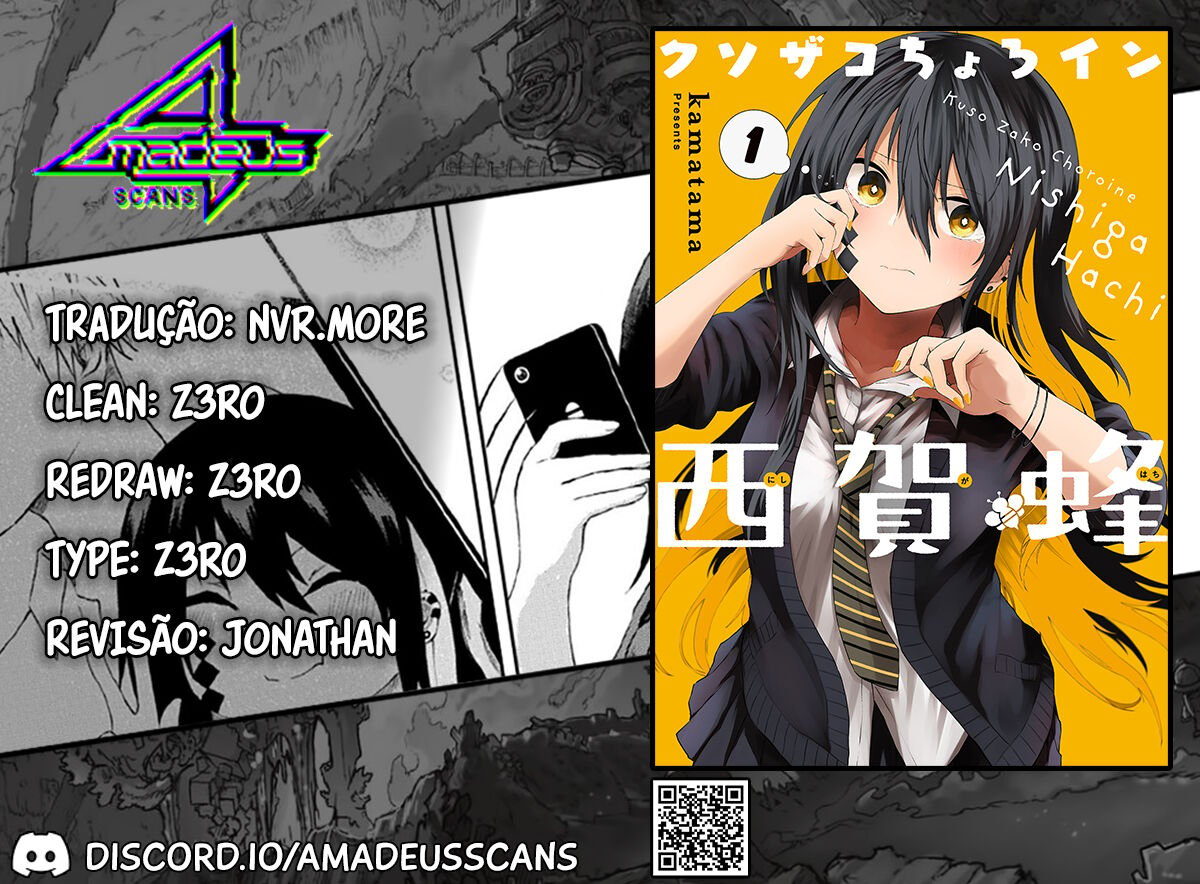 Amadeus
SCANS
TRADUÇÃO: NVR.MORE
CLEAN: Z3RO
REDRAW: Z3RO
TYPE: Z3RO
REVISÃO: JONATHAN
DISCORD.IO/AMADEUSSCANS
クソザコちょろイン
kamatama
Presents
1
Kuso Zako Choroine
Nishiga
Hachi
西賀蜂
にし が はち